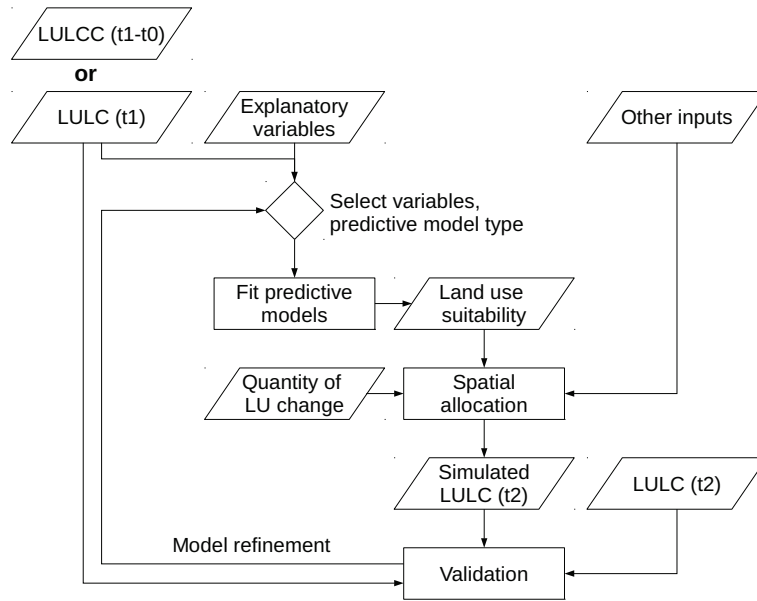 LULCC (t1-t0)
or
LULC (t1)
Explanatory
variables
Other inputs
Select variables,
predictive model type
Fit predictive
models
Land use
suitability
Quantity of
LU change
Spatial
allocation
Simulated
LULC (t2)
LULC (t2)
Model refinement
Validation